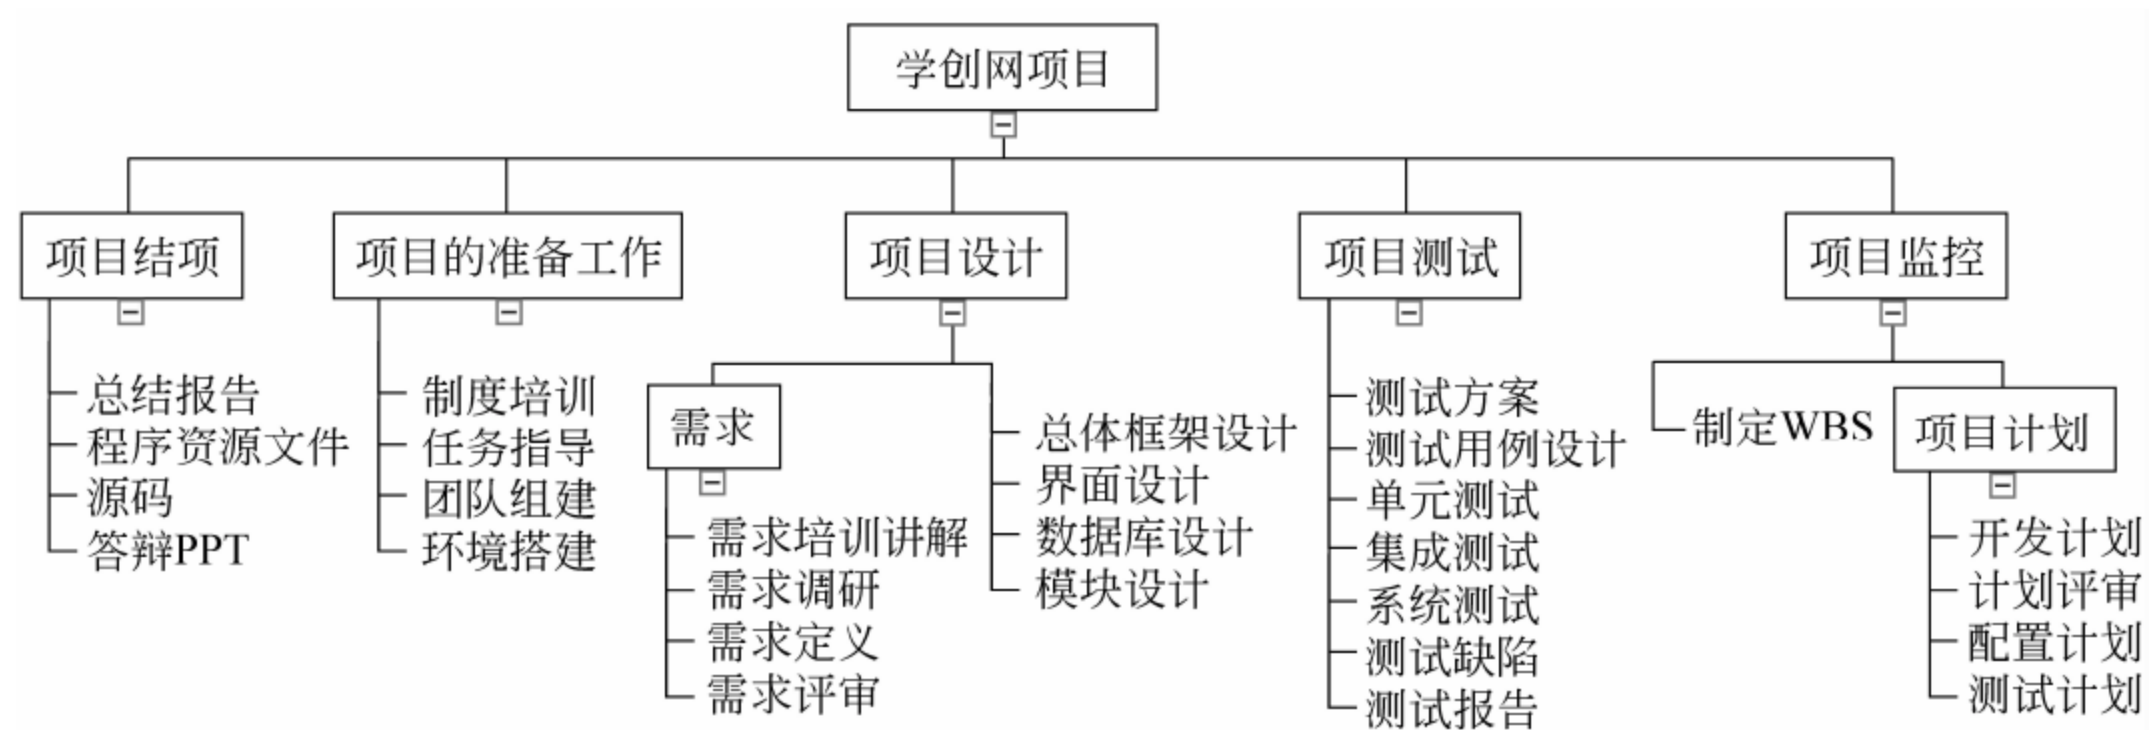 学创网项目
项目结项
项目的准备工作
项目设计
项目测试
项目监控
总结报告
程序资源文件
源码
答辩PPT
制度培训
任务指导
团队组建
环境搭建
需求
需求培训讲解
需求调研
需求定义
需求评审
总体框架设计
界面设计
数据库设计
模块设计
测试方案
测试用例设计
单元测试
集成测试
系统测试
测试缺陷
测试报告
制定WBS
项目计划
开发计划
计划评审
配置计划
测试计划